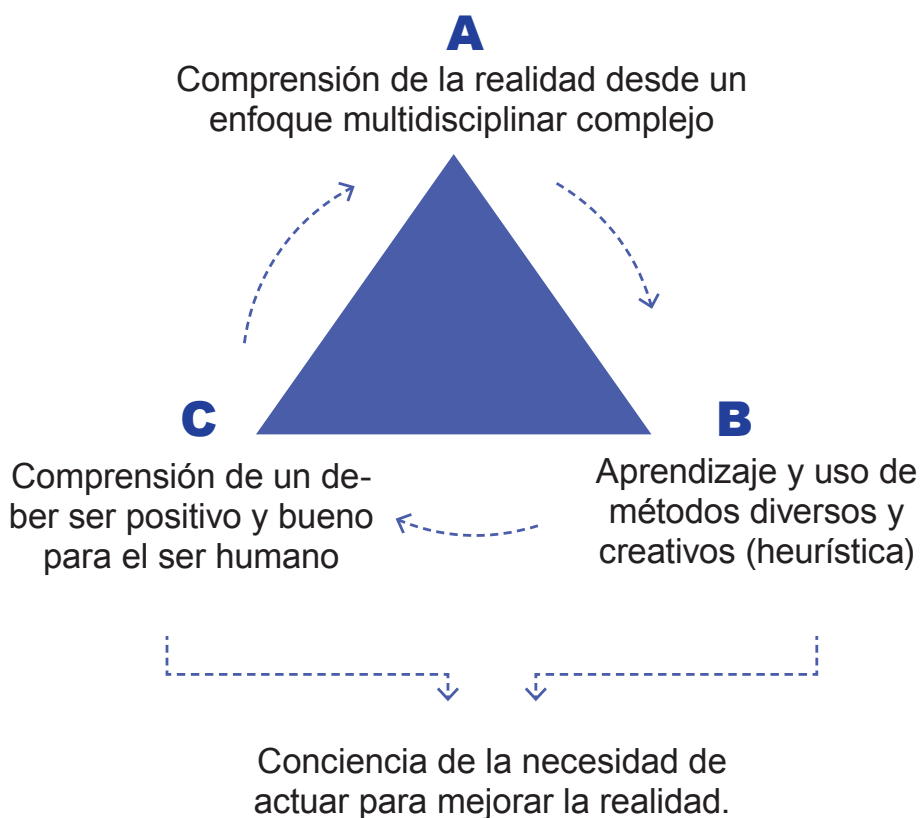 A
Comprensión de la realidad desde un
enfoque multidisciplinar complejo
C
Comprensión de un de-
ber ser positivo y bueno
para el ser humano
B
Aprendizaje y uso de
métodos diversos y
creativos (heurística)
Conciencia de la necesidad de
actuar para mejorar la realidad.